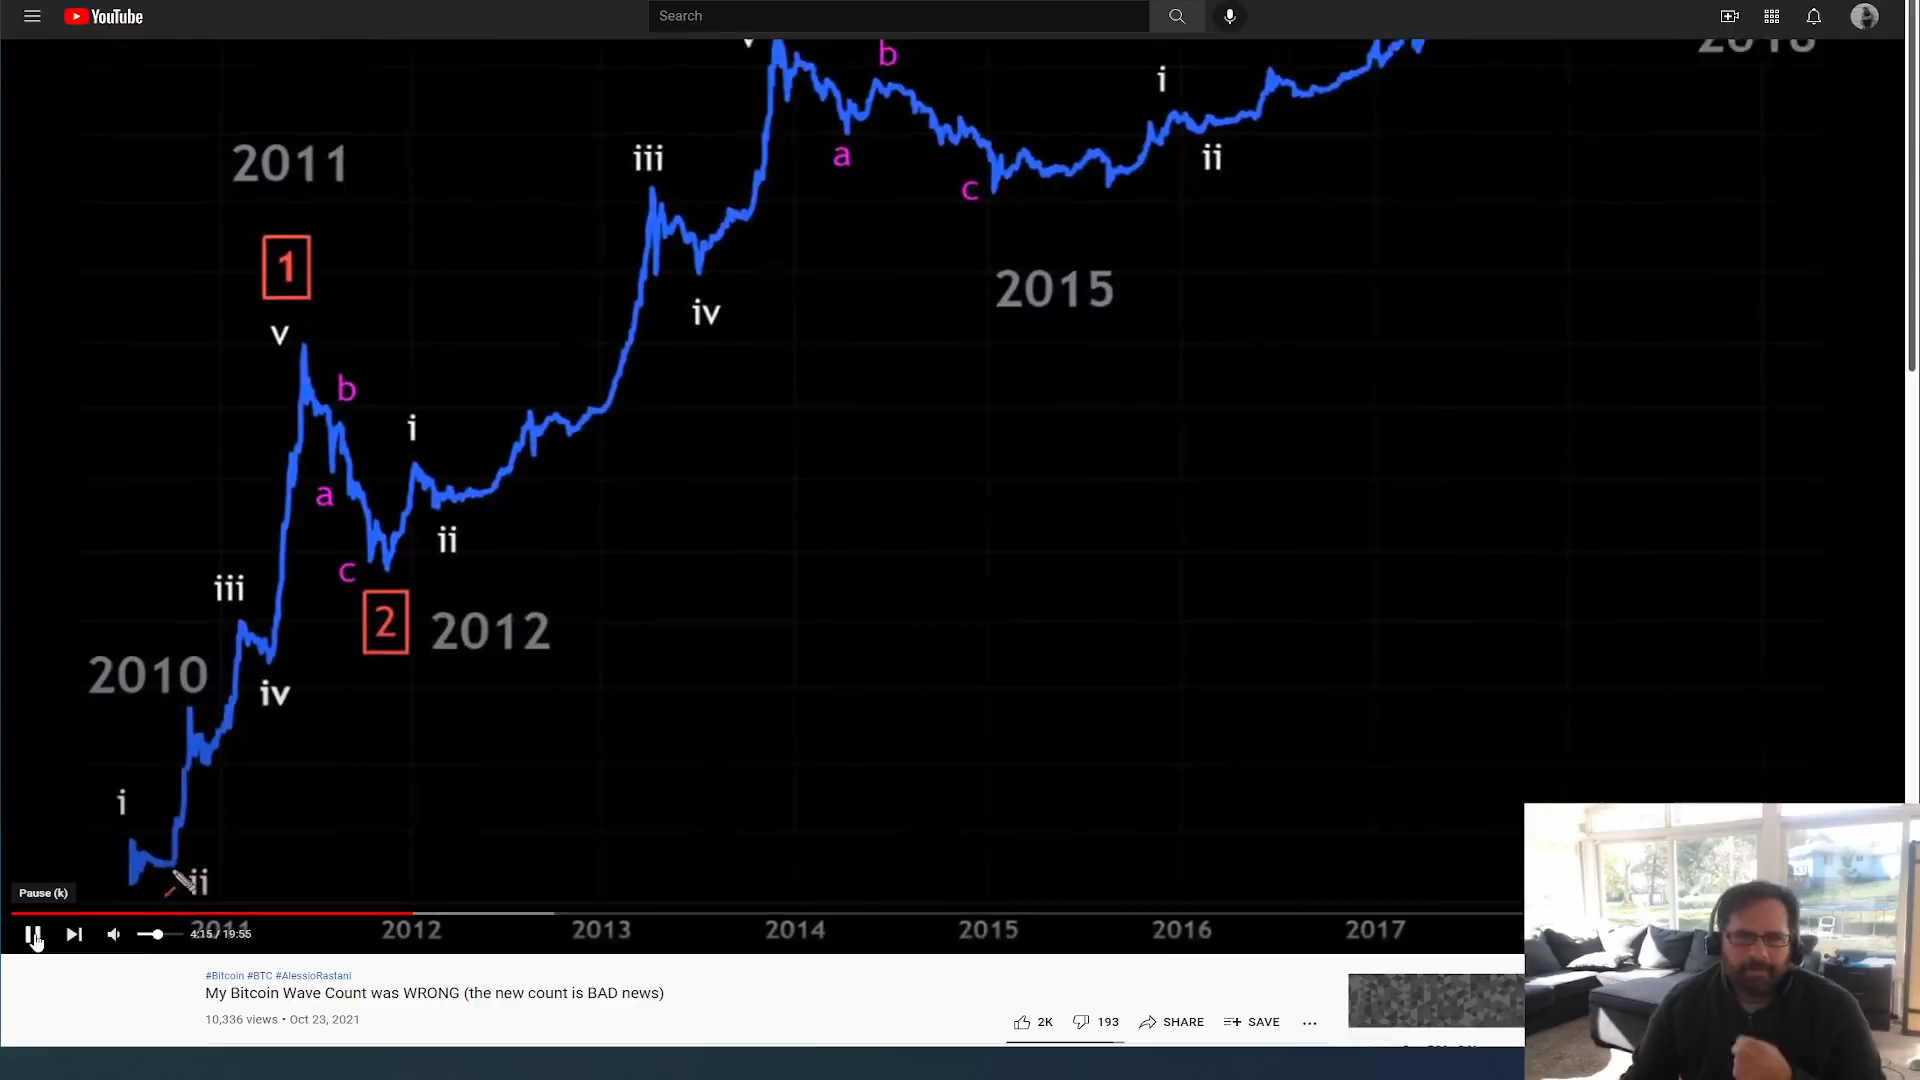 YouTube
Search
2018
v
b
i
2011
iii
a
ii
c
1
2015
iv
v
b
i
a
ii
c
iii
2
2012
2010
iv
i
ii
Pause (k)
2011
2012
2013
2014
2015
2016
2017
4:15 / 19:55
#Bitcoin #BTC #AlessioRastani
My Bitcoin Wave Count was WRONG (the new count is BAD news)
10,336 views • Oct 23, 2021
2K
193
SHARE
SAVE